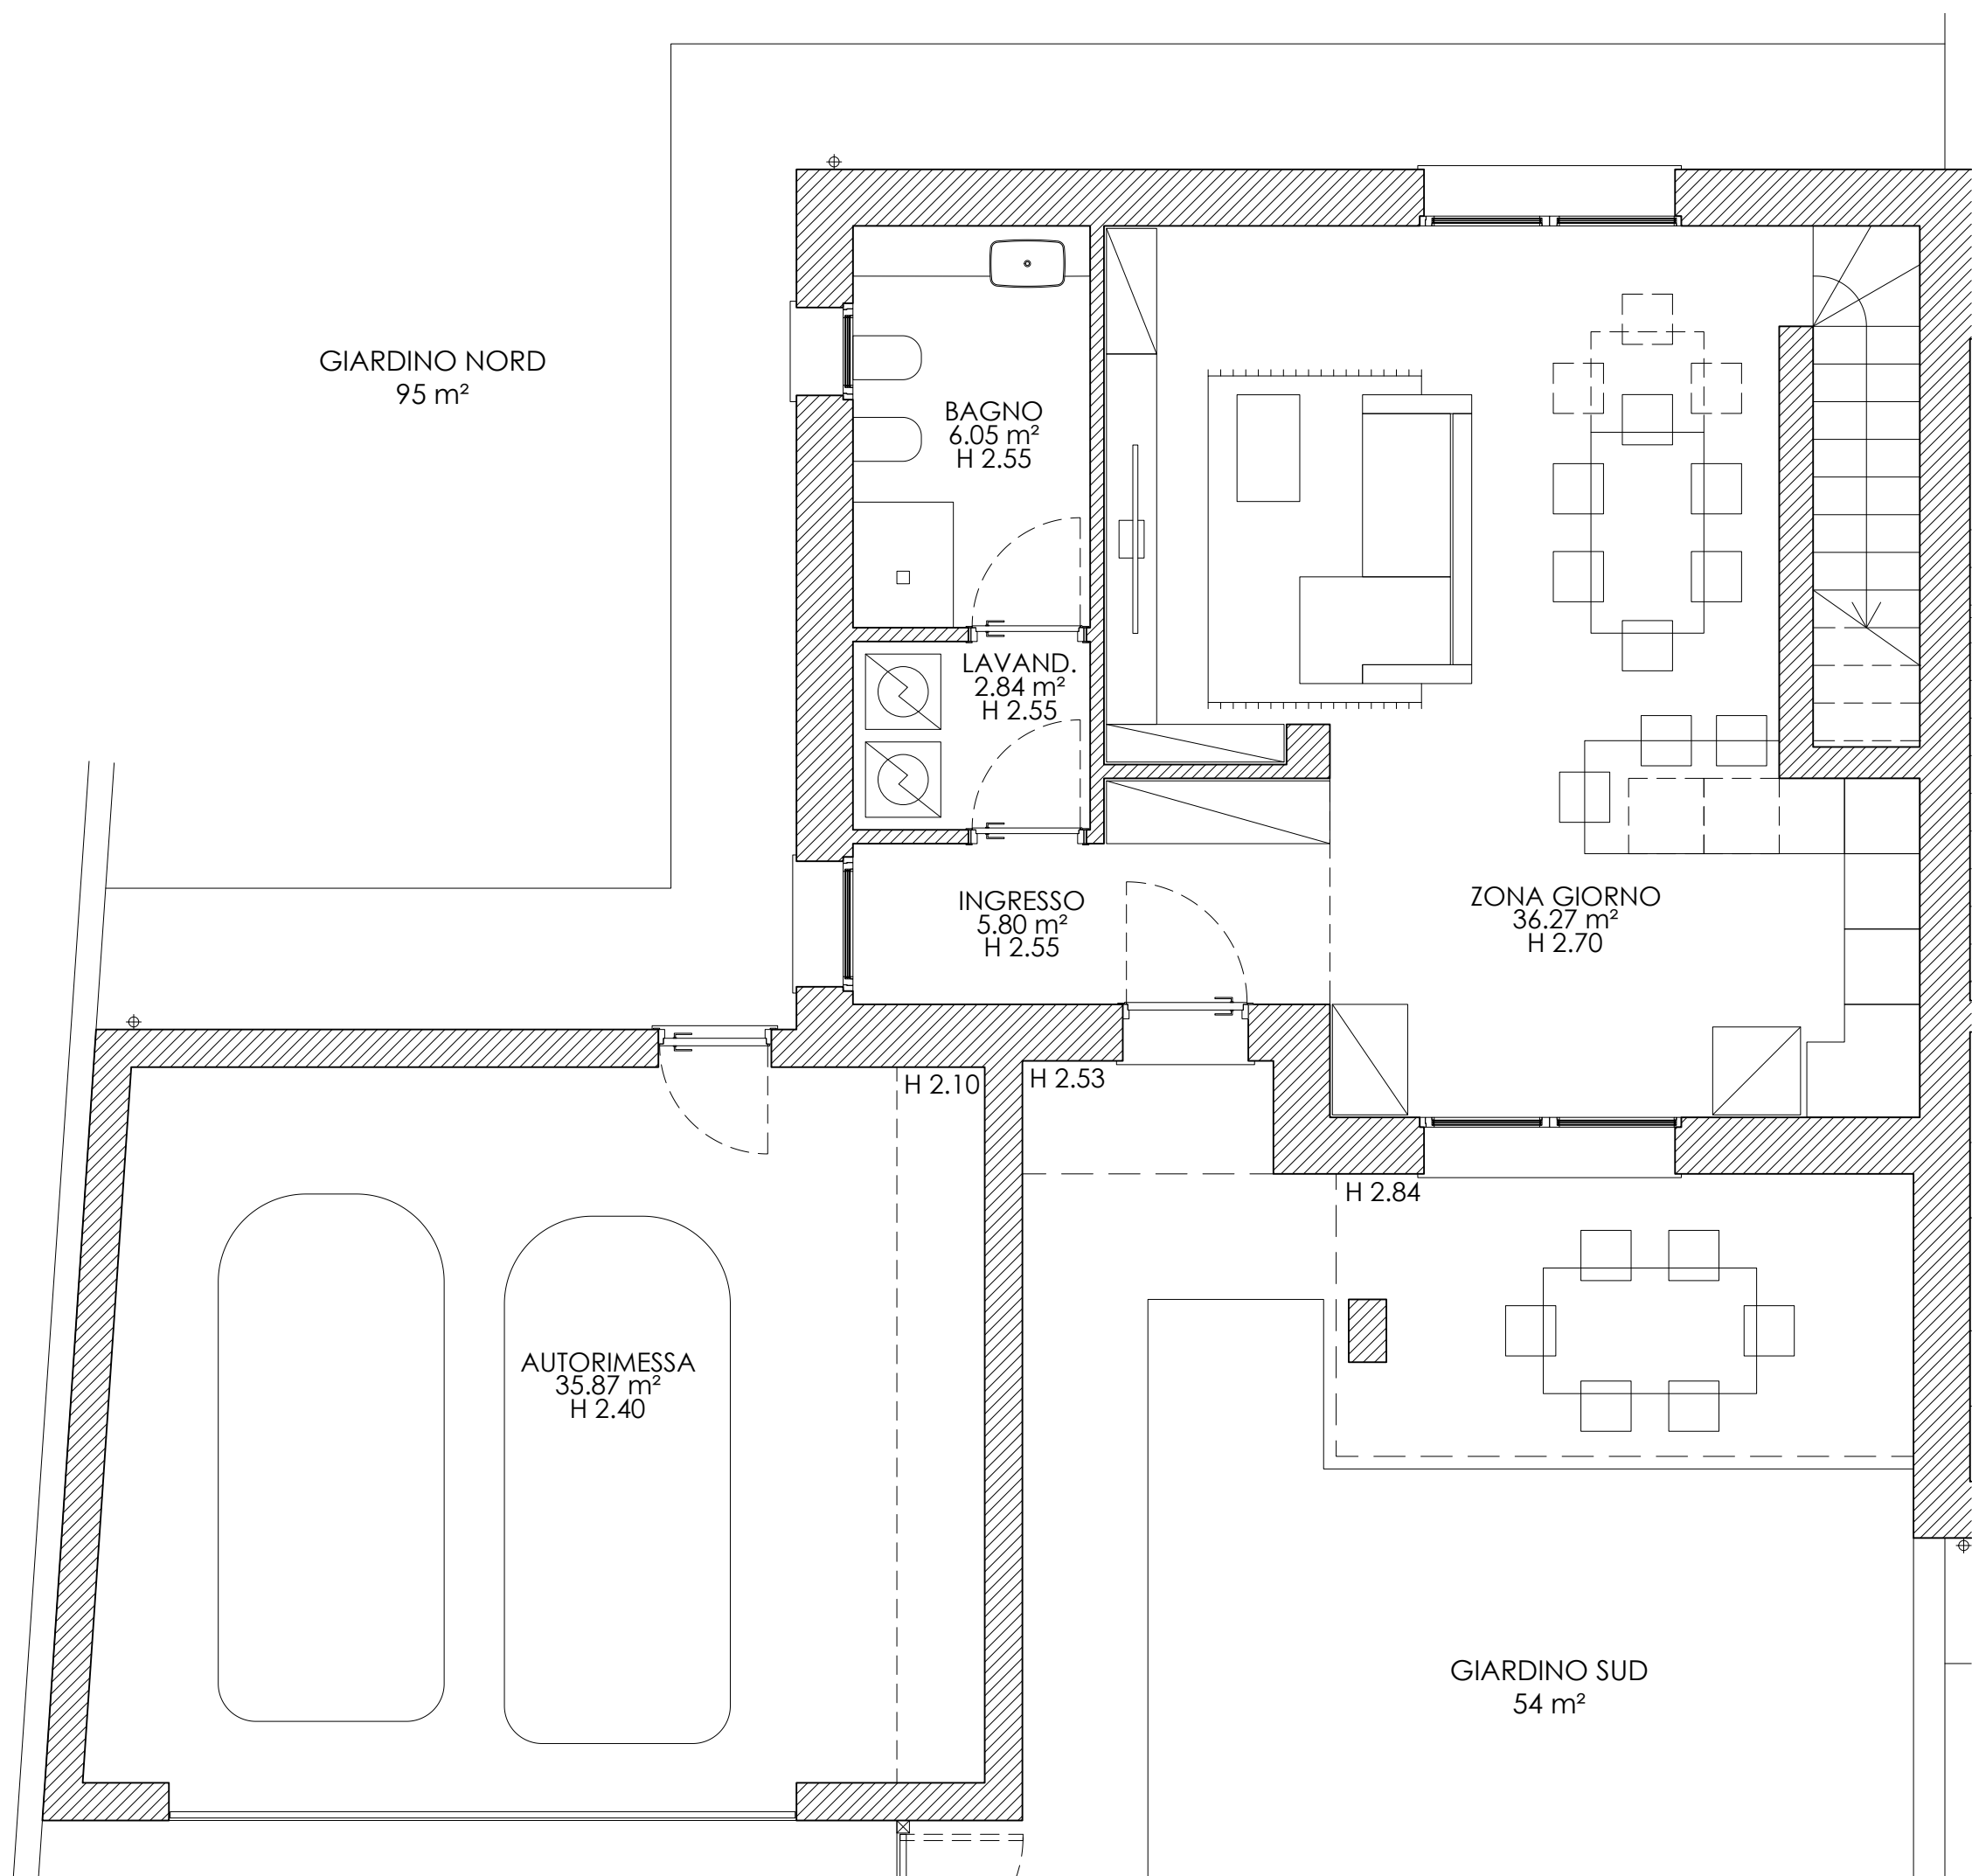 GIARDINO NORD
95 m²
BAGNO
6.05 m²
H 2.55
LAVAND.
2.84 m²
H 2.55
INGRESSO
5.80 m²
H 2.55
ZONA GIORNO
36.27 m²
H 2.70
H 2.10
H 2.53
H 2.84
AUTORIMESSA
35.87 m²
H 2.40
GIARDINO SUD
54 m²